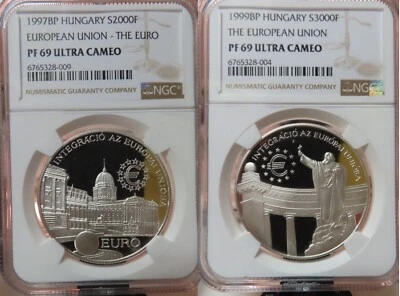 1997BP HUNGARY S2000F
EUROPEAN UNION - THE EURO
PF 69 ULTRA CAMEO
6765328-009
NUMISMATIC GUARANTY COMPANY
NGC
INTEGRÁCIÓ AZ EURÓPAI UNIÓBA
€
EURO
1999BP HUNGARY S3000F
THE EUROPEAN UNION
PF 69 ULTRA CAMEO
6765328-004
NUMISMATIC GUARANTY COMPANY
NGC
INTEGRÁCIÓ AZ EURÓPAI UNIÓBA
€